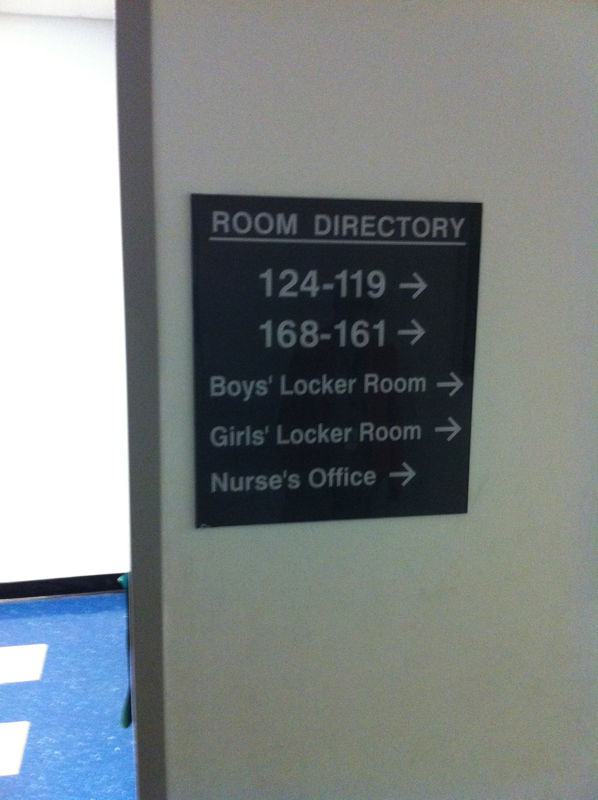 ROOM DIRECTORY
124-119 →
168-161 →
Boys' Locker Room →
Girls' Locker Room →
Nurse's Office →